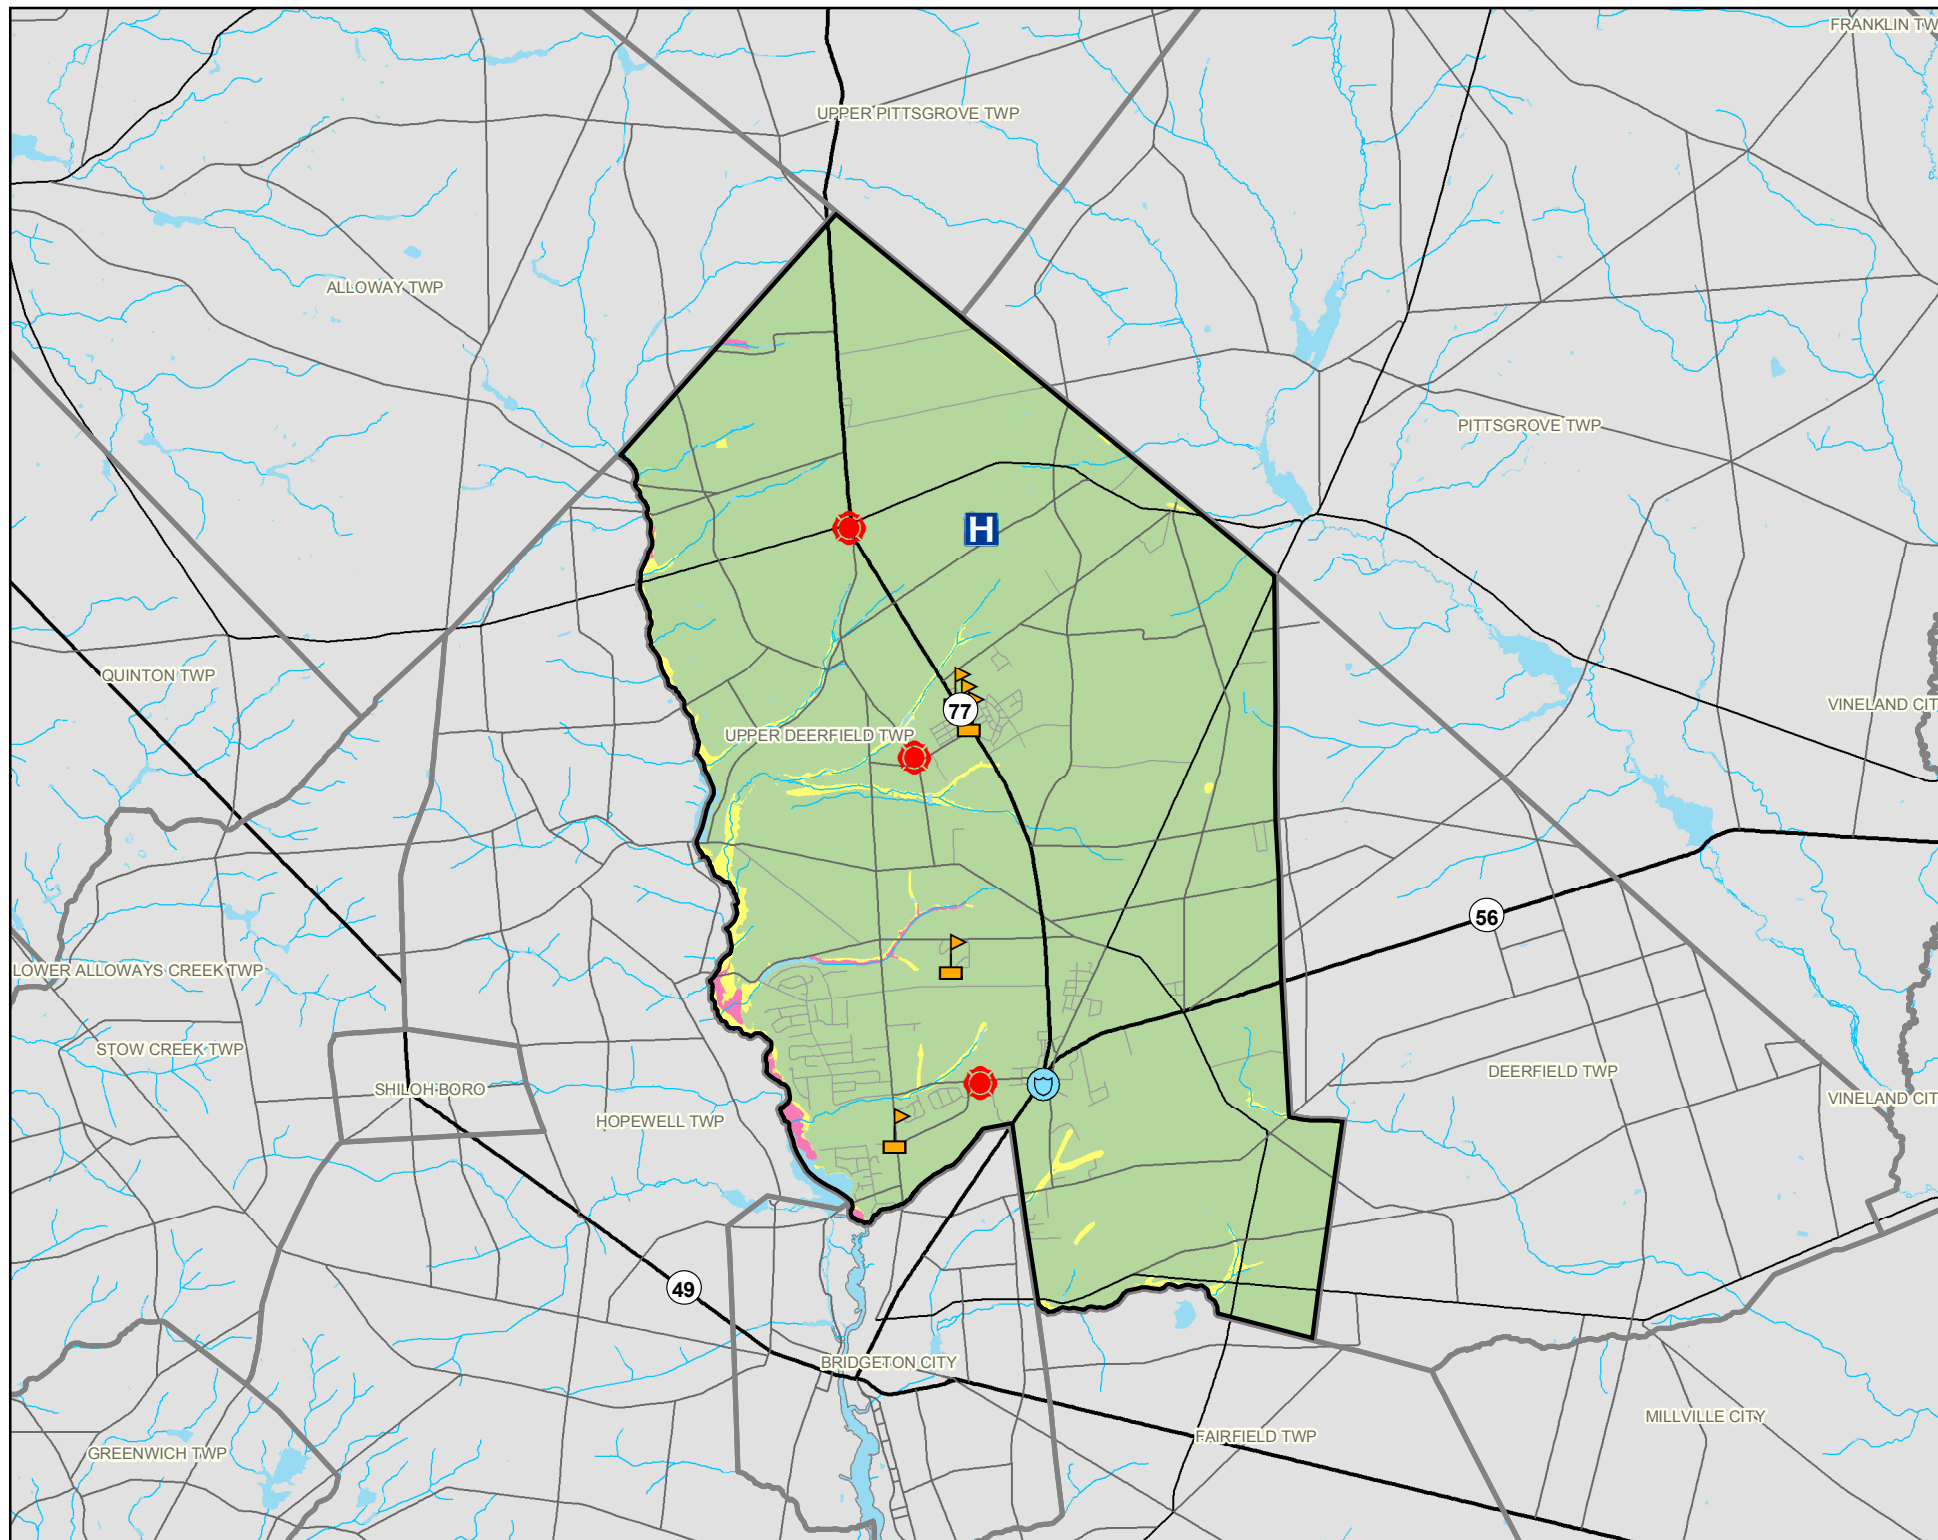 FRANKLIN TW
UPPER PITTSGROVE TWP
ALLOWAY TWP
PITTSGROVE TWP
H
QUINTON TWP
VINELAND CIT
77
UPPER DEERFIELD TWP
56
LOWER ALLOWAYS CREEK TWP
STOW CREEK TWP
DEERFIELD TWP
SHILOH BORO
VINELAND CIT
HOPEWELL TWP
49
BRIDGETON CITY
MILLVILLE CITY
FAIRFIELD TWP
GREENWICH TWP